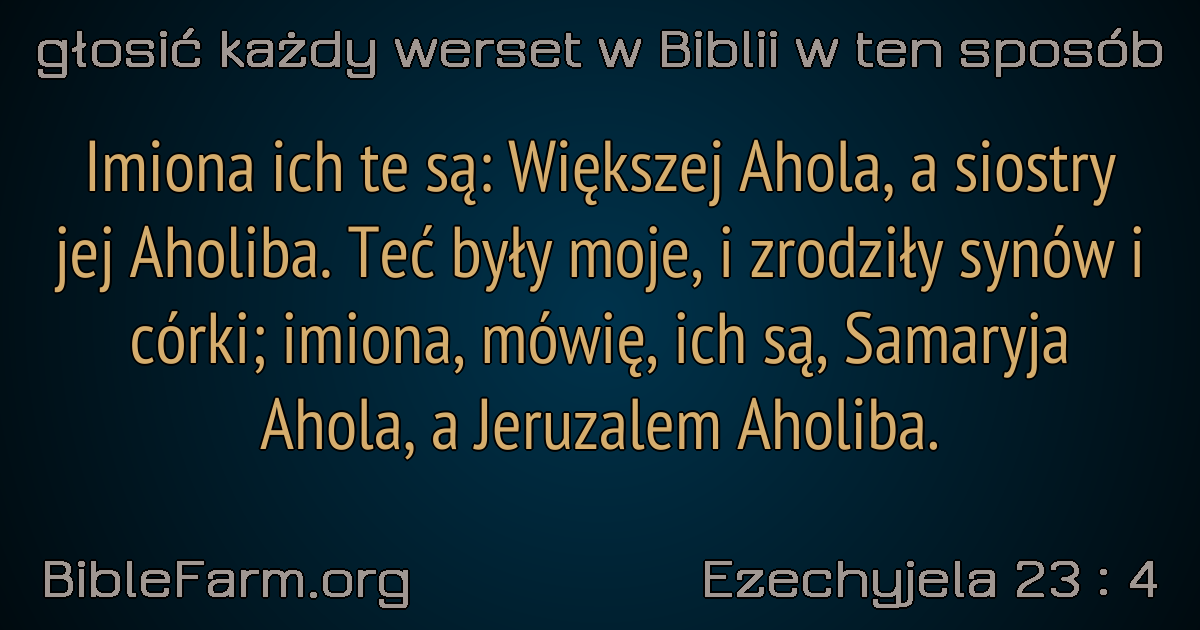 głosić każdy werset w Biblii w ten sposób
Imiona ich te są: Większej Ahola, a siostry
jej Aholiba. Teć były moje, i zrodziły synów i
córki; imiona, mówię, ich są, Samaryja
Ahola, a Jeruzalem Aholiba.
BibleFarm.org
Ezechyjela 23 : 4